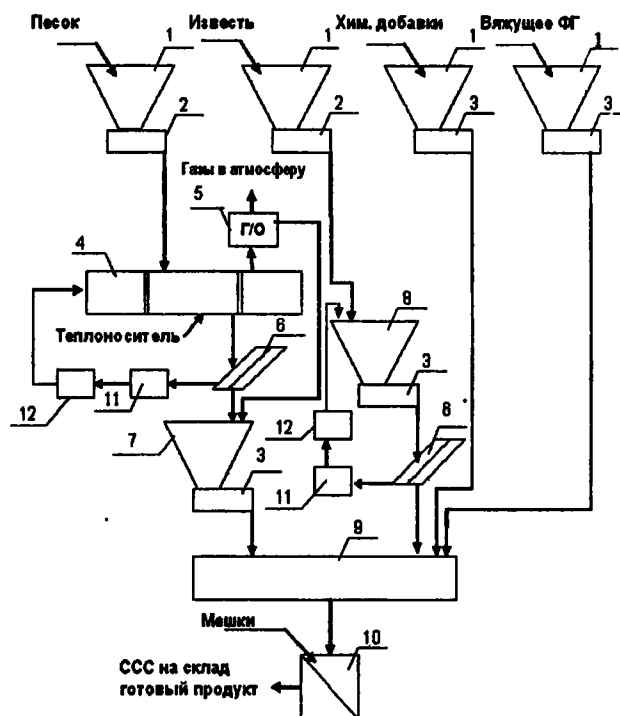 Песок
Известь
Хим. добавки
Вяжущее ФГ
1
1
1
1
2
2
3
3
Газы в атмосферу
5
Г/О
4
Теплоноситель
6
8
3
12
11
7
12
8
3
11
9
Мешки
10
ССС на склад
готовый продукт